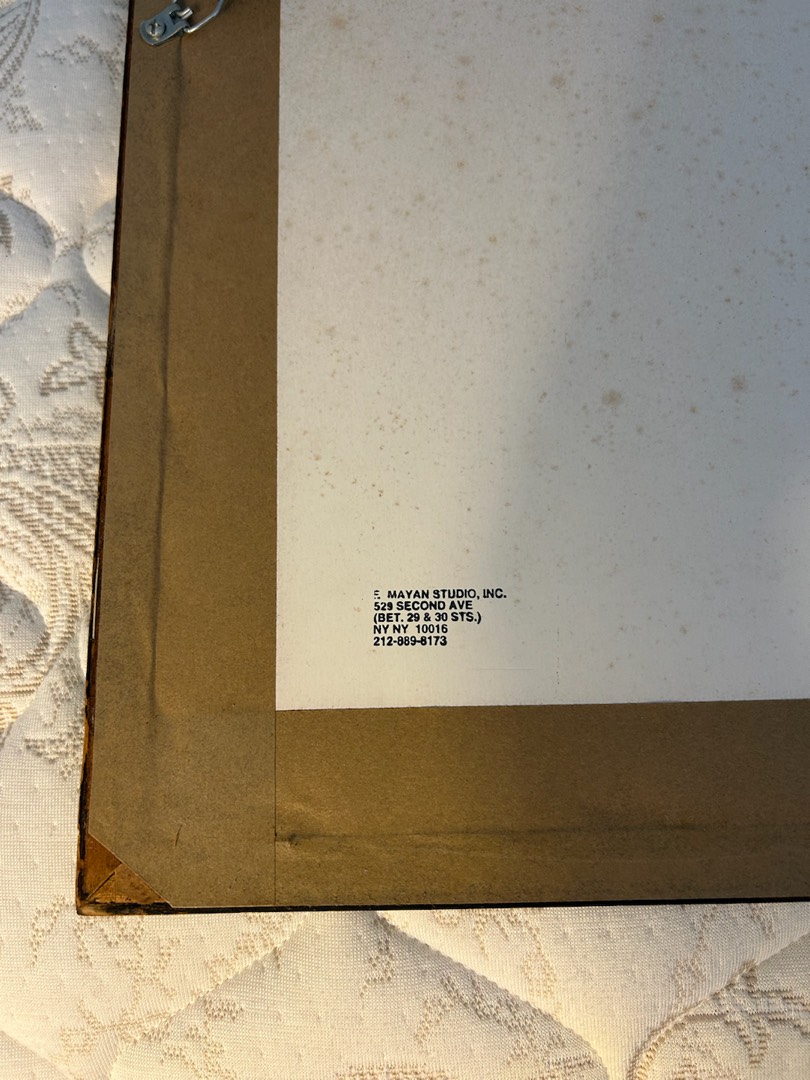 E. MAYAN STUDIO, INC.
529 SECOND AVE
(BET. 29 & 30 STS.)
NY NY 10016
212-889-8173